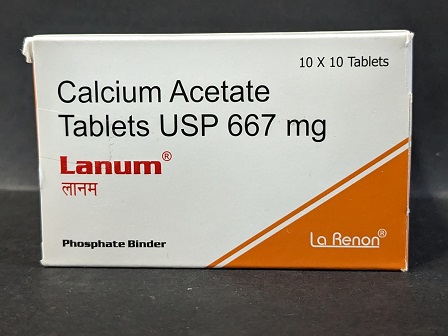 10 X 10 Tablets
Calcium Acetate
Tablets USP 667 mg
Lanum®
लानम
Phosphate Binder
La Renon®